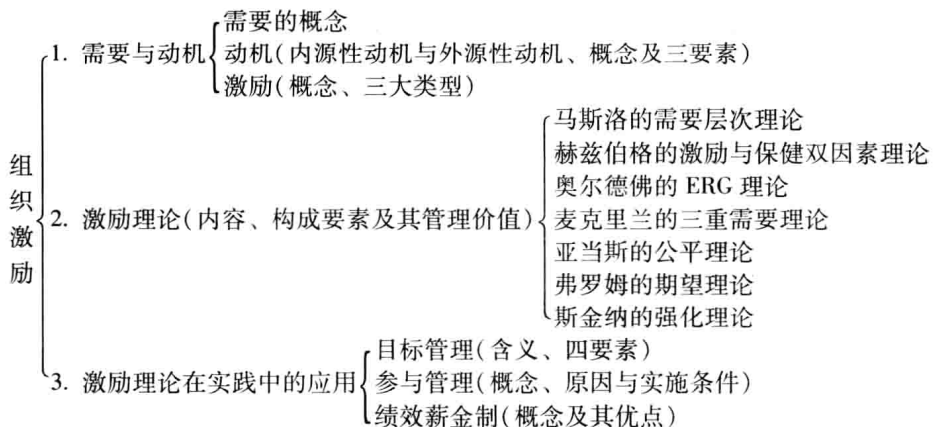 组织激励
1. 需要与动机
需要的概念
动机(内源性动机与外源性动机、概念及三要素)
激励(概念、三大类型)
2. 激励理论(内容、构成要素及其管理价值)
马斯洛的需要层次理论
赫兹伯格的激励与保健双因素理论
奥尔德佛的 ERG 理论
麦克里兰的三重需要理论
亚当斯的公平理论
弗罗姆的期望理论
斯金纳的强化理论
3. 激励理论在实践中的应用
目标管理(含义、四要素)
参与管理(概念、原因与实施条件)
绩效薪金制(概念及其优点)